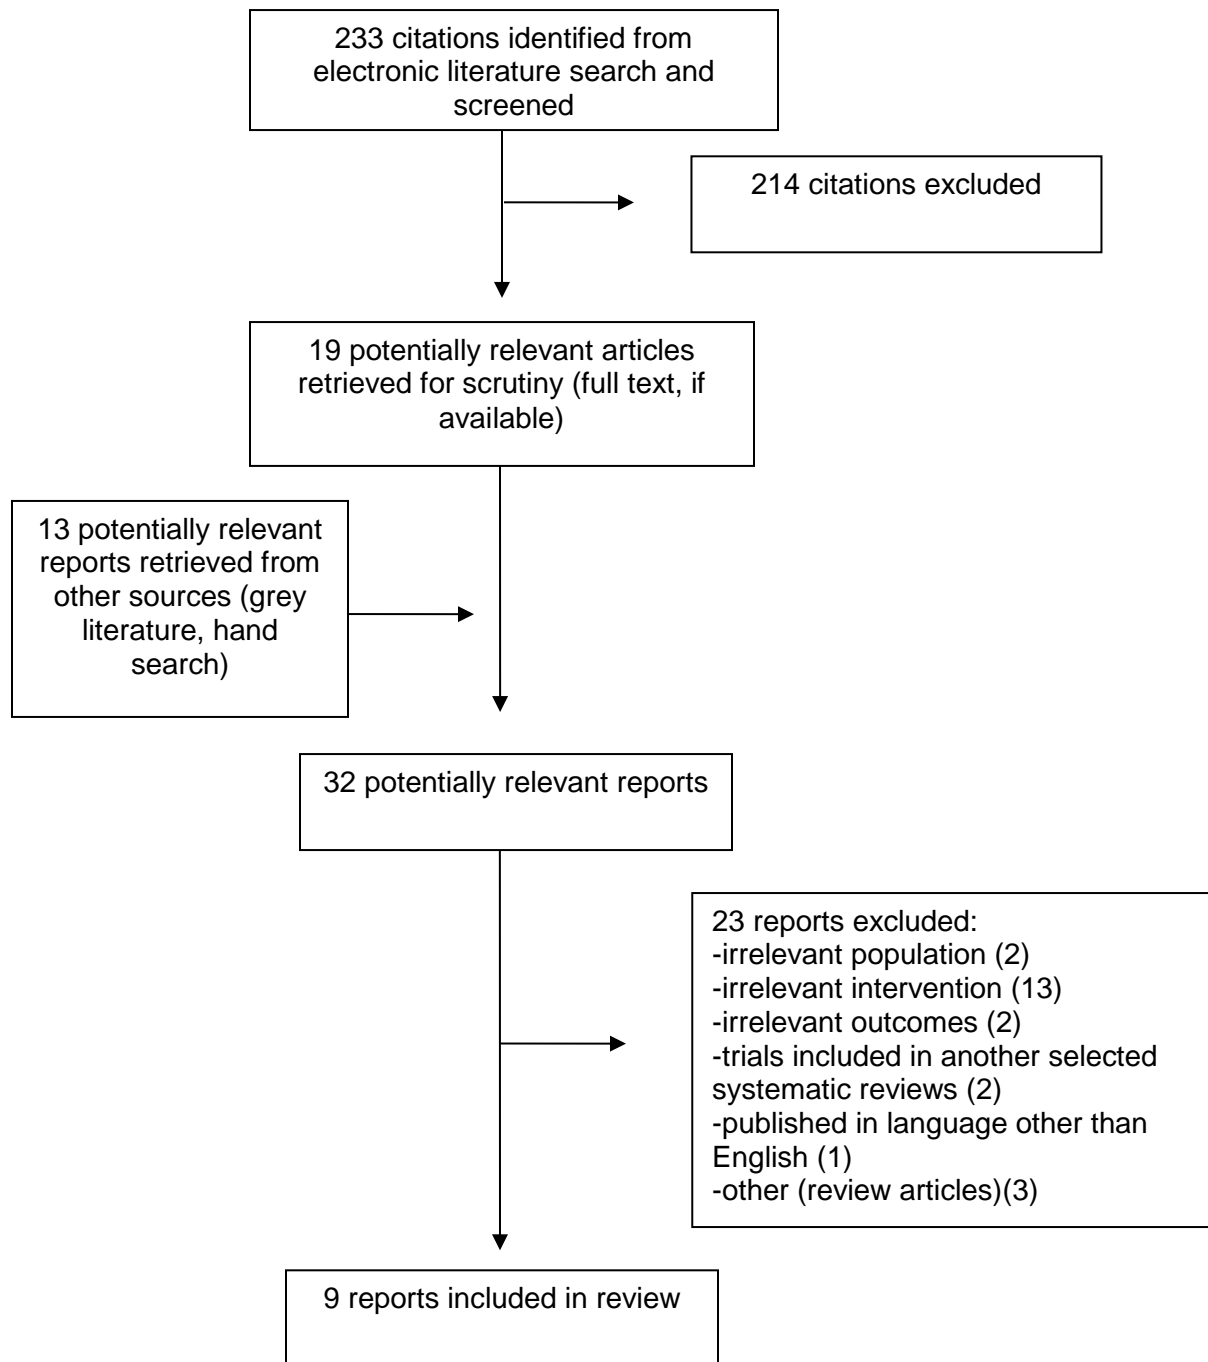 233 citations identified from
electronic literature search and
screened
214 citations excluded
19 potentially relevant articles
retrieved for scrutiny (full text, if
available)
13 potentially relevant
reports retrieved from
other sources (grey
literature, hand
search)
32 potentially relevant reports
23 reports excluded:
-irrelevant population (2)
-irrelevant intervention (13)
-irrelevant outcomes (2)
-trials included in another selected
systematic reviews (2)
-published in language other than
English (1)
-other (review articles)(3)
9 reports included in review